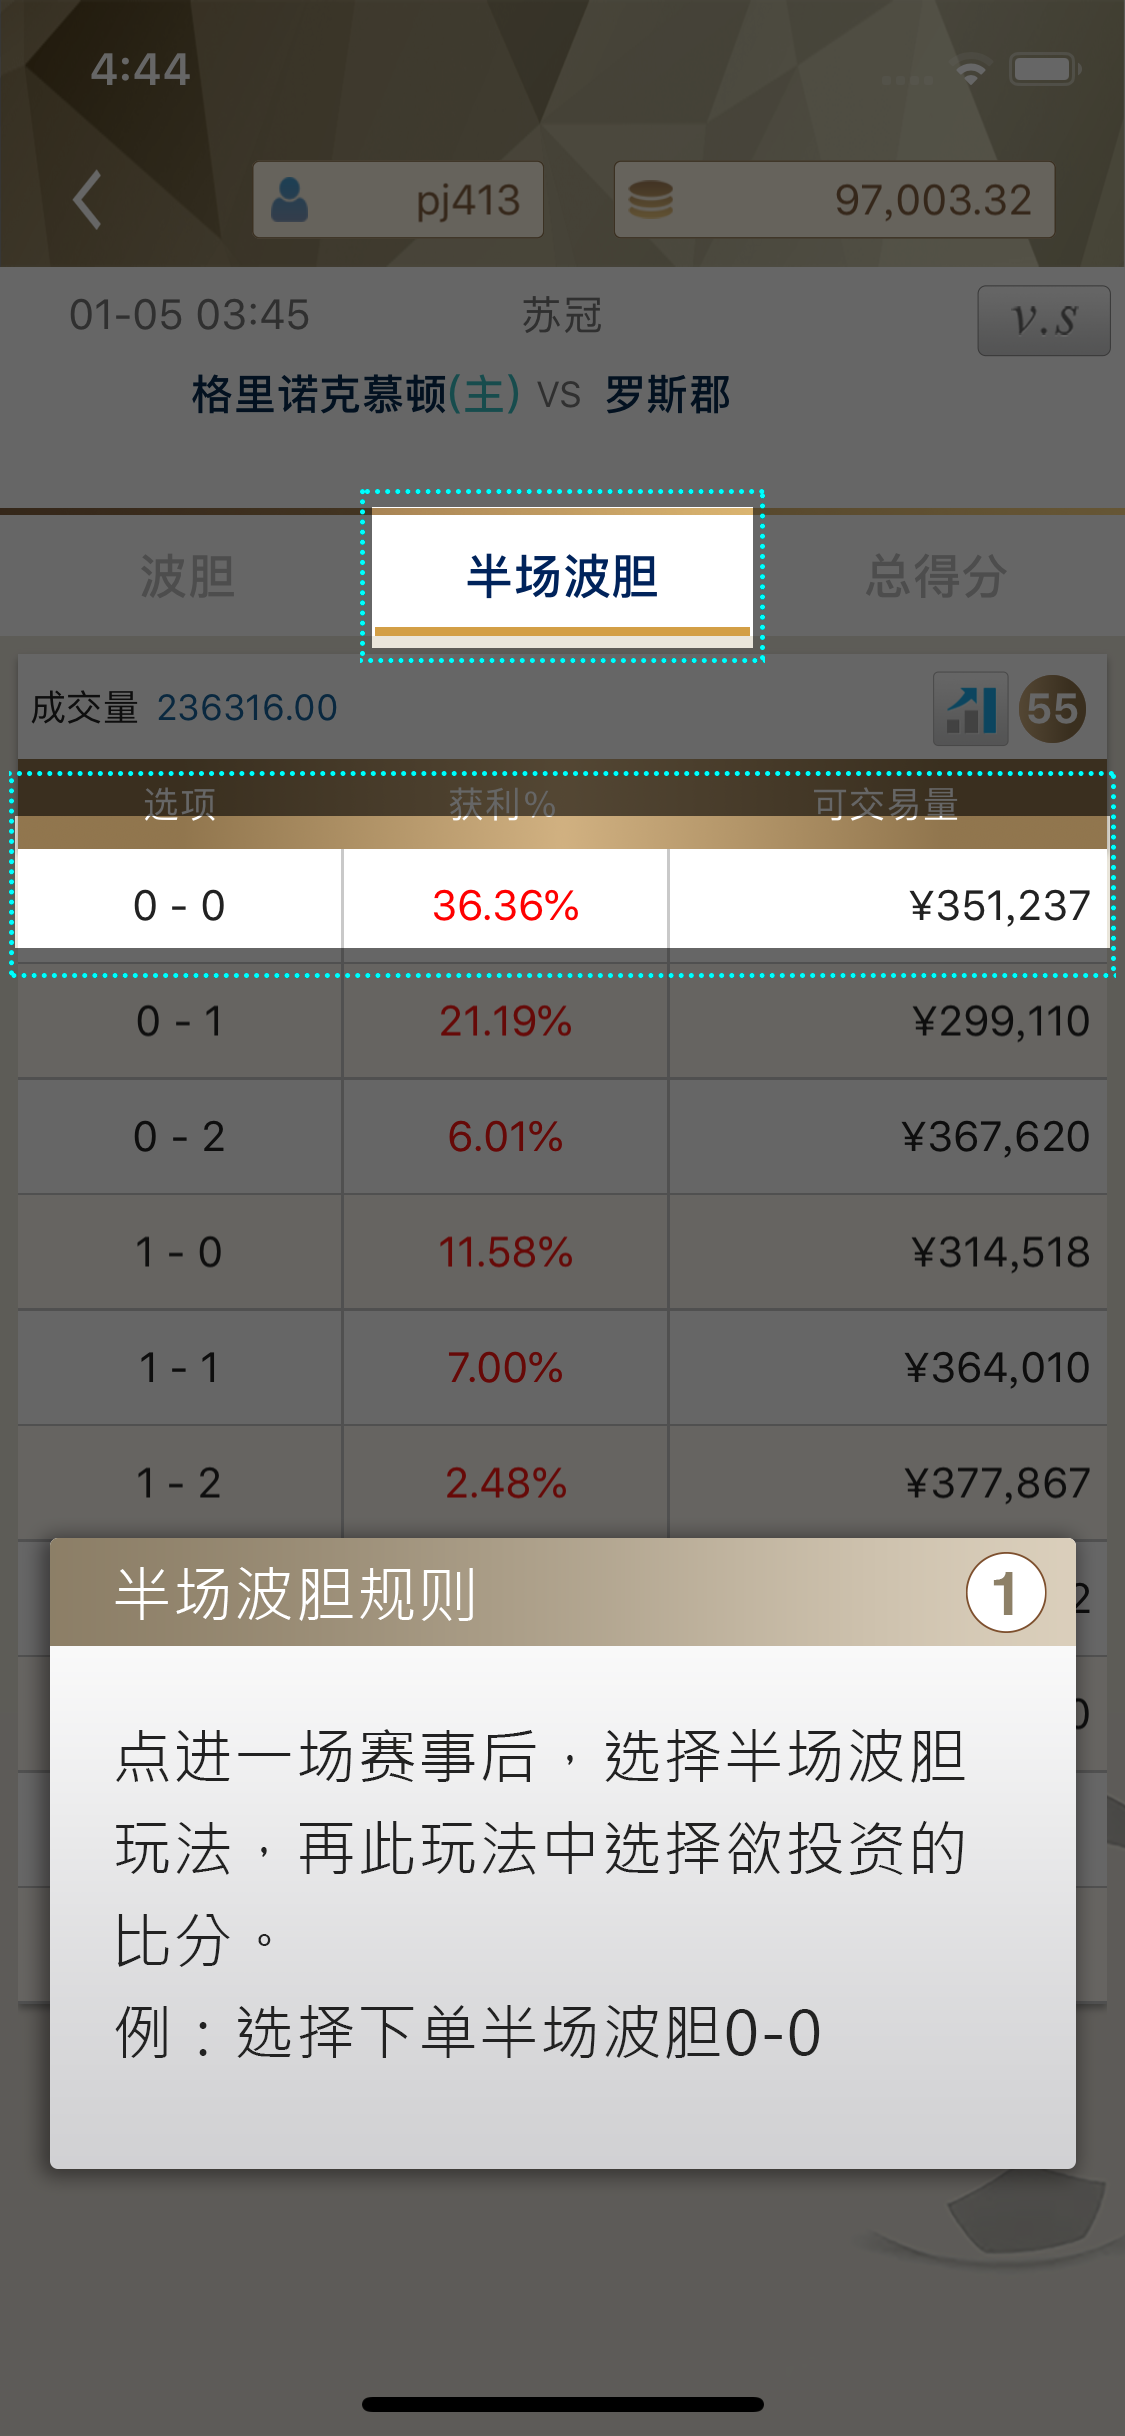 4:44
pj413
97,003.32
01-05 03:45
苏冠
v.s
格里诺克慕顿(主) VS 罗斯郡
波胆
半场波胆
总得分
成交量 236316.00
55
选项 获利% 可交易量
0 - 0 36.36% ¥351,237
0 - 1 21.19% ¥299,110
0 - 2 6.01% ¥367,620
1 - 0 11.58% ¥314,518
1 - 1 7.00% ¥364,010
1 - 2 2.48% ¥377,867
半场波胆规则
1
2
0
点进一场赛事后，选择半场波胆
玩法，再此玩法中选择欲投资的
比分。
例：选择下单半场波胆0-0